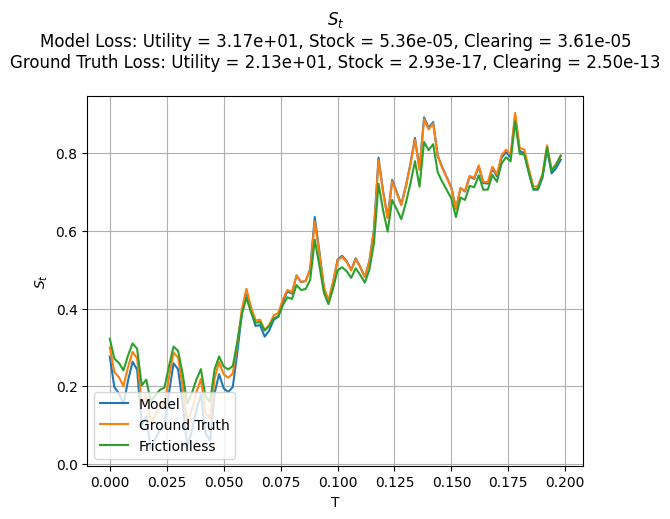 S_t
Model Loss: Utility = 3.17e+01, Stock = 5.36e-05, Clearing = 3.61e-05
Ground Truth Loss: Utility = 2.13e+01, Stock = 2.93e-17, Clearing = 2.50e-13
0.8
0.6
S_t
0.4
0.2
0.0
Model
Ground Truth
Frictionless
0.000 0.025 0.050 0.075 0.100 0.125 0.150 0.175 0.200
T